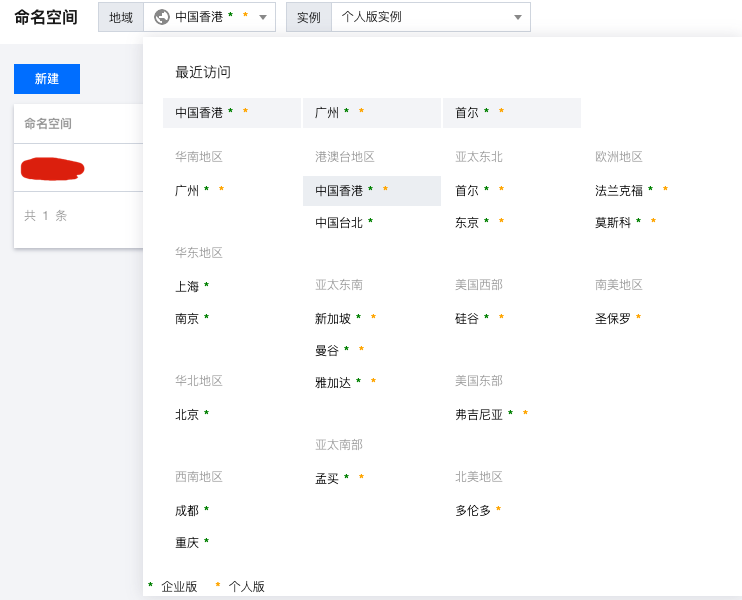 命名空间 地域 中国香港 * * 实例 个人版实例
新建
命名空间
共 1 条
最近访问
中国香港 * * 广州 * * 首尔 * *
华南地区 港澳台地区 亚太东北 欧洲地区
广州 * * 中国香港 * * 首尔 * * 法兰克福 * *
中国台北 * 东京 * * 莫斯科 * *
华东地区
上海 * 亚太东南 美国西部 南美地区
南京 * 新加坡 * * 硅谷 * * 圣保罗 *
曼谷 * *
华北地区 雅加达 * * 美国东部
北京 * 弗吉尼亚 * *
亚太南部
西南地区 孟买 * * 北美地区
成都 * 多伦多 *
重庆 *
* 企业版 * 个人版